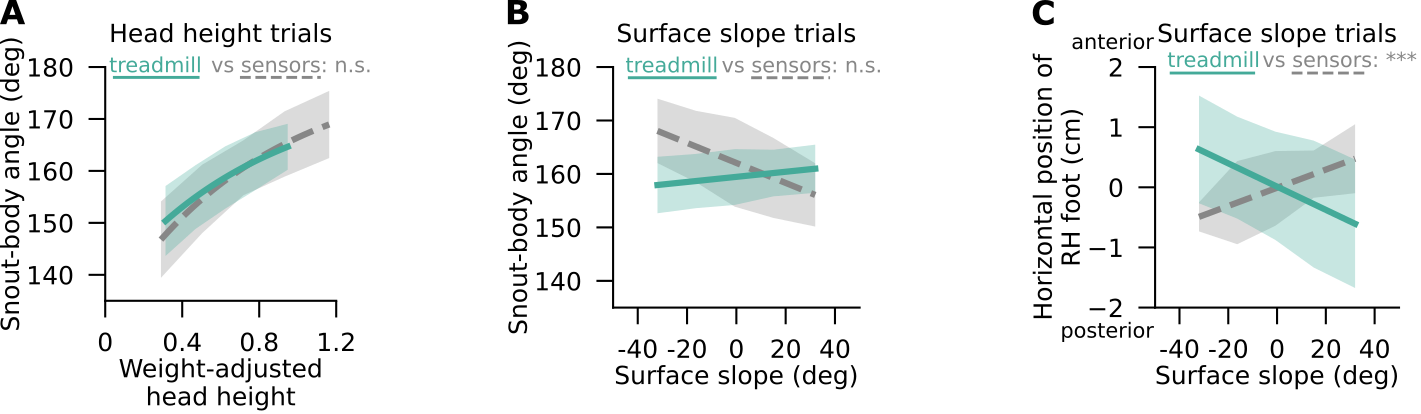 A
Head height trials
treadmill vs sensors: n.s.
Snout-body angle (deg)
180
170
160
150
140
0 0.4 0.8 1.2
Weight-adjusted
head height
B
Surface slope trials
treadmill vs sensors: n.s.
Snout-body angle (deg)
180
170
160
150
140
-40 -20 0 20 40
Surface slope (deg)
C
Surface slope trials
treadmill vs sensors: ***
anterior
Horizontal position of
RH foot (cm)
2
1
0
−1
−2
posterior
-40 -20 0 20 40
Surface slope (deg)